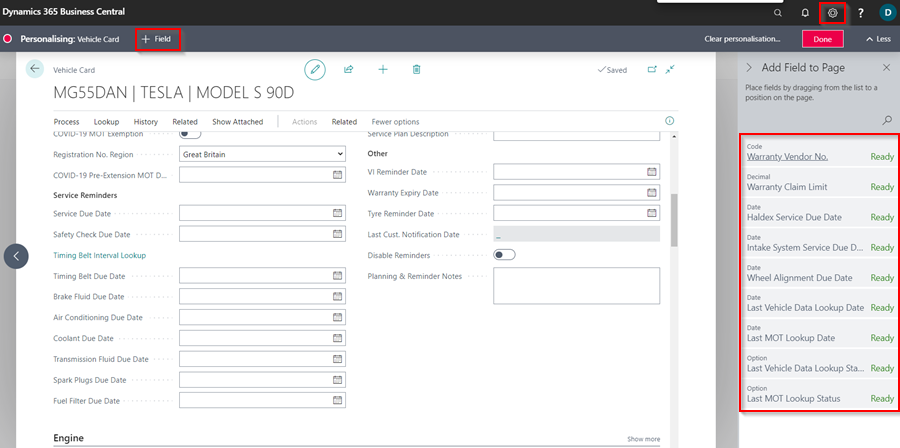 Dynamics 365 Business Central
?
D
Personalising: Vehicle Card
+ Field
Clear personalisation...
Done
Less
Vehicle Card
Saved
MG55DAN | TESLA | MODEL S 90D
Process Lookup History Related Show Attached Actions Related Fewer options
COVID-19 MOT Exemption
Registration No. Region
Great Britain
COVID-19 Pre-Extension MOT D...
Service Reminders
Service Due Date
Safety Check Due Date
Timing Belt Interval Lookup
Timing Belt Due Date
Brake Fluid Due Date
Air Conditioning Due Date
Coolant Due Date
Transmission Fluid Due Date
Spark Plugs Due Date
Fuel Filter Due Date
Service Plan Description
Other
VI Reminder Date
Warranty Expiry Date
Tyre Reminder Date
Last Cust. Notification Date
_
Disable Reminders
Planning & Reminder Notes
Engine
Show more
Add Field to Page
Place fields by dragging from the list to a
position on the page.
Code
Warranty Vendor No. Ready
Decimal
Warranty Claim Limit Ready
Date
Haldex Service Due Date Ready
Date
Intake System Service Due D... Ready
Date
Wheel Alignment Due Date Ready
Date
Last Vehicle Data Lookup Date Ready
Date
Last MOT Lookup Date Ready
Option
Last Vehicle Data Lookup Sta... Ready
Option
Last MOT Lookup Status Ready